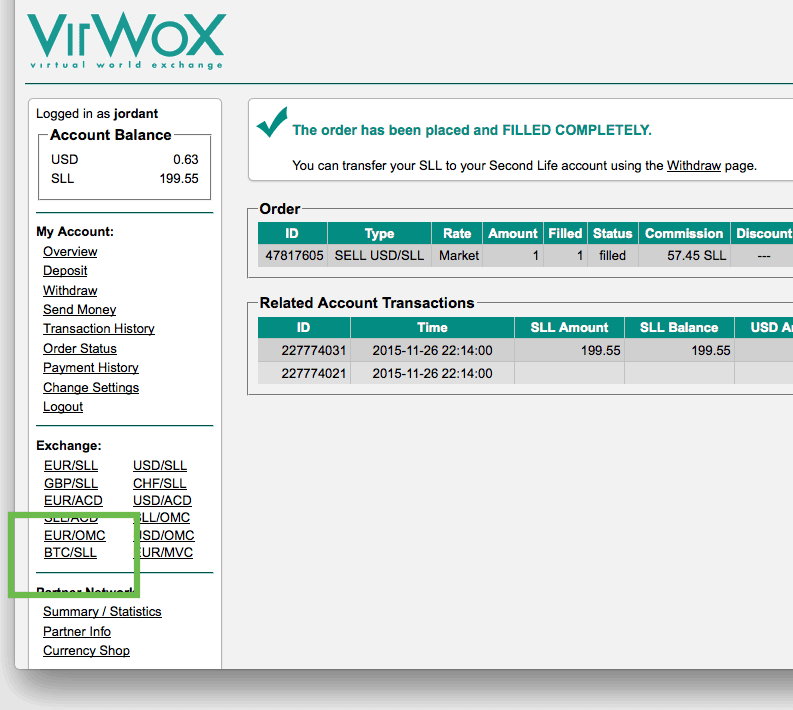 VirWoX
virtual world exchange
Logged in as jordant
Account Balance
USD 0.63
SLL 199.55
My Account:
Overview
Deposit
Withdraw
Send Money
Transaction History
Order Status
Payment History
Change Settings
Logout
Exchange:
EUR/SLL USD/SLL
GBP/SLL CHF/SLL
EUR/ACD USD/ACD
SLL/ACD SLL/OMC
EUR/OMC USD/OMC
BTC/SLL EUR/MVC
Partner Network
Summary / Statistics
Partner Info
Currency Shop
The order has been placed and FILLED COMPLETELY.
You can transfer your SLL to your Second Life account using the Withdraw page.
Order
ID Type Rate Amount Filled Status Commission Discount
47817605 SELL USD/SLL Market 1 1 filled 57.45 SLL ---
Related Account Transactions
ID Time SLL Amount SLL Balance USD A
227774031 2015-11-26 22:14:00 199.55 199.55
227774021 2015-11-26 22:14:00